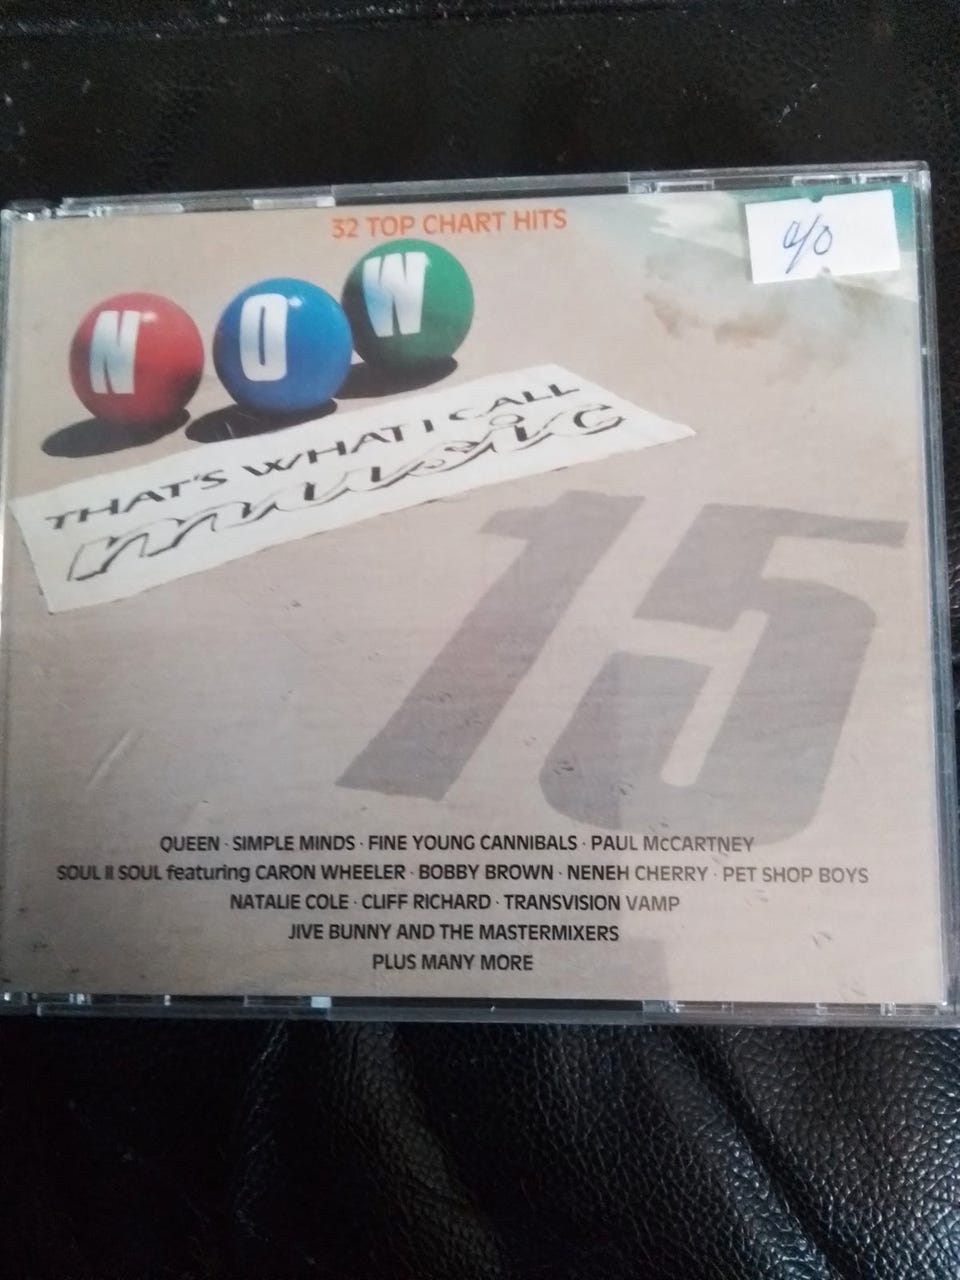 32 TOP CHART HITS
NOW
THAT'S WHAT I CALL
music
15
QUEEN · SIMPLE MINDS · FINE YOUNG CANNIBALS · PAUL McCARTNEY
SOUL II SOUL featuring CARON WHEELER · BOBBY BROWN · NENEH CHERRY · PET SHOP BOYS
NATALIE COLE · CLIFF RICHARD · TRANSVISION VAMP
JIVE BUNNY AND THE MASTERMIXERS
PLUS MANY MORE